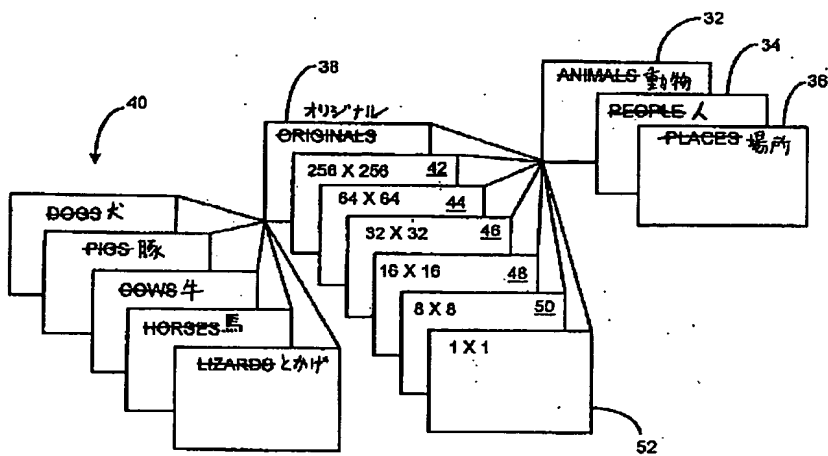 32
34
36
38
40
ANIMALS 動物
PEOPLE 人
PLACES 場所
オリジナル
ORIGINALS
256 X 256 42
64 X 64 44
32 X 32 46
16 X 16 48
8 X 8 50
1 X 1
52
DOGS 犬
PIGS 豚
COWS 牛
HORSES 馬
LIZARDS とかげ